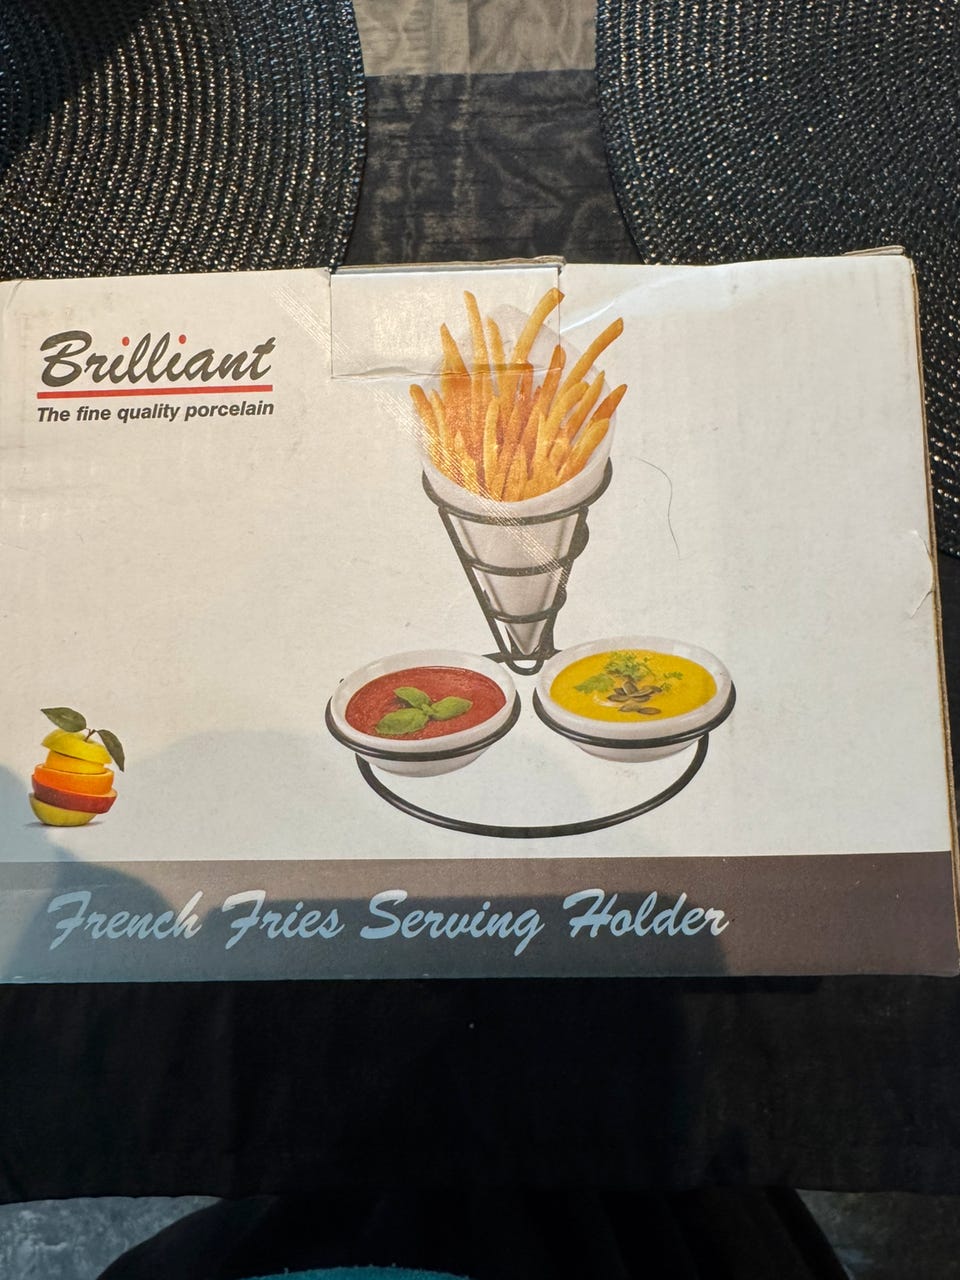 Brilliant
The fine quality porcelain
French Fries Serving Holder